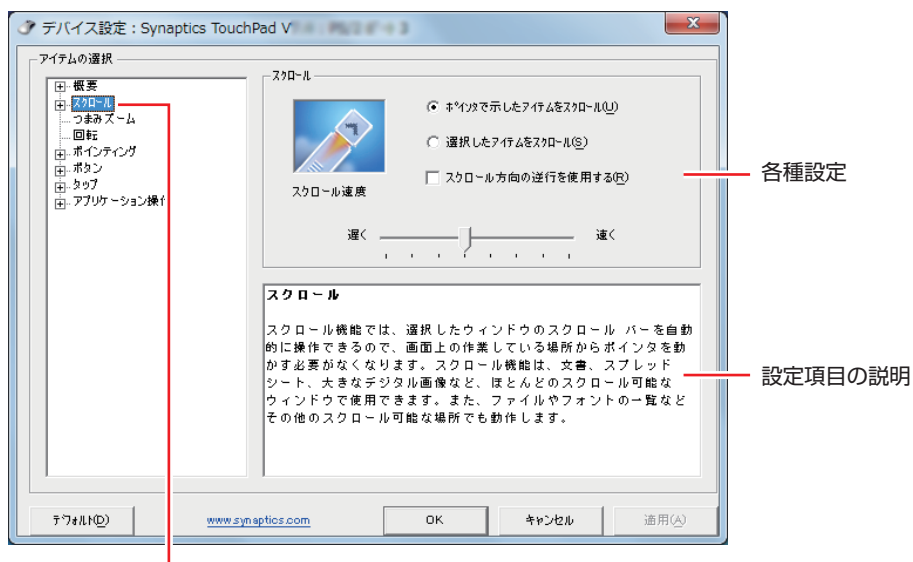 デバイス設定：Synaptics TouchPad
アイテムの選択
概要
スクロール
つまみズーム
回転
ポインティング
ボタン
タップ
アプリケーション操作
スクロール
スクロール速度
ポインタで示したアイテムをスクロール(U)
選択したアイテムをスクロール(S)
スクロール方向の逆行を使用する(R)
遅く
速く
各種設定
スクロール
スクロール機能では、選択したウィンドウのスクロール バーを自動
的に操作できるので、画面上の作業している場所からポインタを動
かす必要がなくなります。スクロール機能は、文書、スプレッド
シート、大きなデジタル画像など、ほとんどのスクロール可能な
ウィンドウで使用できます。また、ファイルやフォントの一覧など
その他のスクロール可能な場所でも動作します。
設定項目の説明
デフォルト(D)
www.synaptics.com
OK
キャンセル
適用(A)